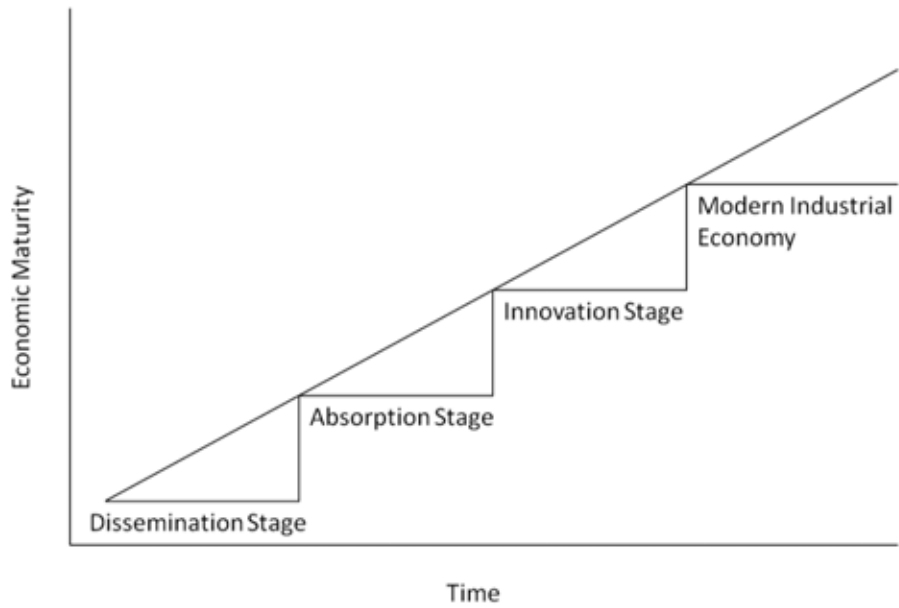 Economic Maturity
Modern Industrial
Economy
Innovation Stage
Absorption Stage
Dissemination Stage
Time